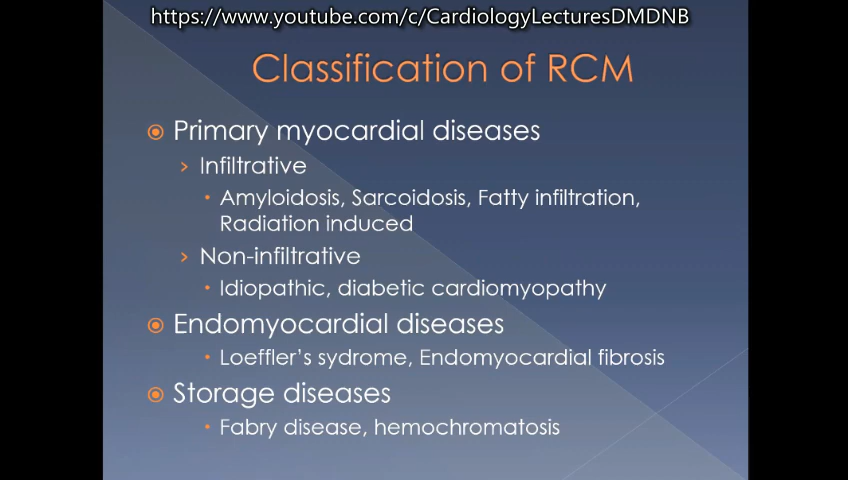 https://www.youtube.com/c/CardiologyLecturesDMDNB
Classification of RCM
Primary myocardial diseases
Infiltrative
Amyloidosis, Sarcoidosis, Fatty infiltration,
Radiation induced
Non-infiltrative
Idiopathic, diabetic cardiomyopathy
Endomyocardial diseases
Loeffler's sydrome, Endomyocardial fibrosis
Storage diseases
Fabry disease, hemochromatosis